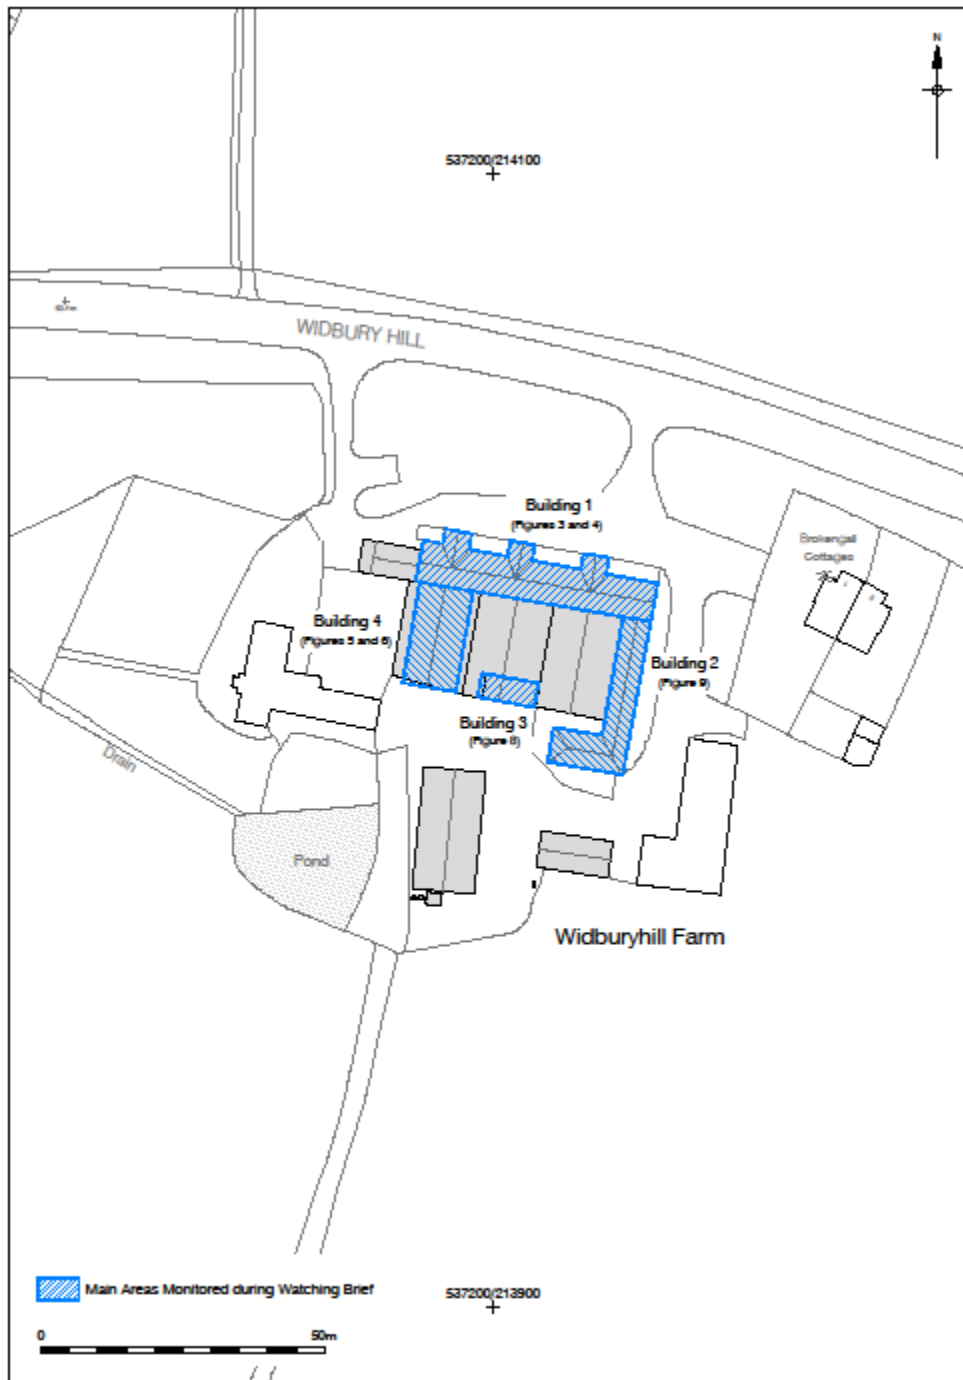 N
537200/214100
WIDBURY HILL
Building 1
(Figures 3 and 4)
Brokengall
Cottages
Building 4
(Figures 5 and 6)
Building 2
(Figure 9)
Building 3
(Figure 8)
Drain
Pond
Widburyhill Farm
Main Areas Monitored during Watching Brief
537200/213900
0 50m